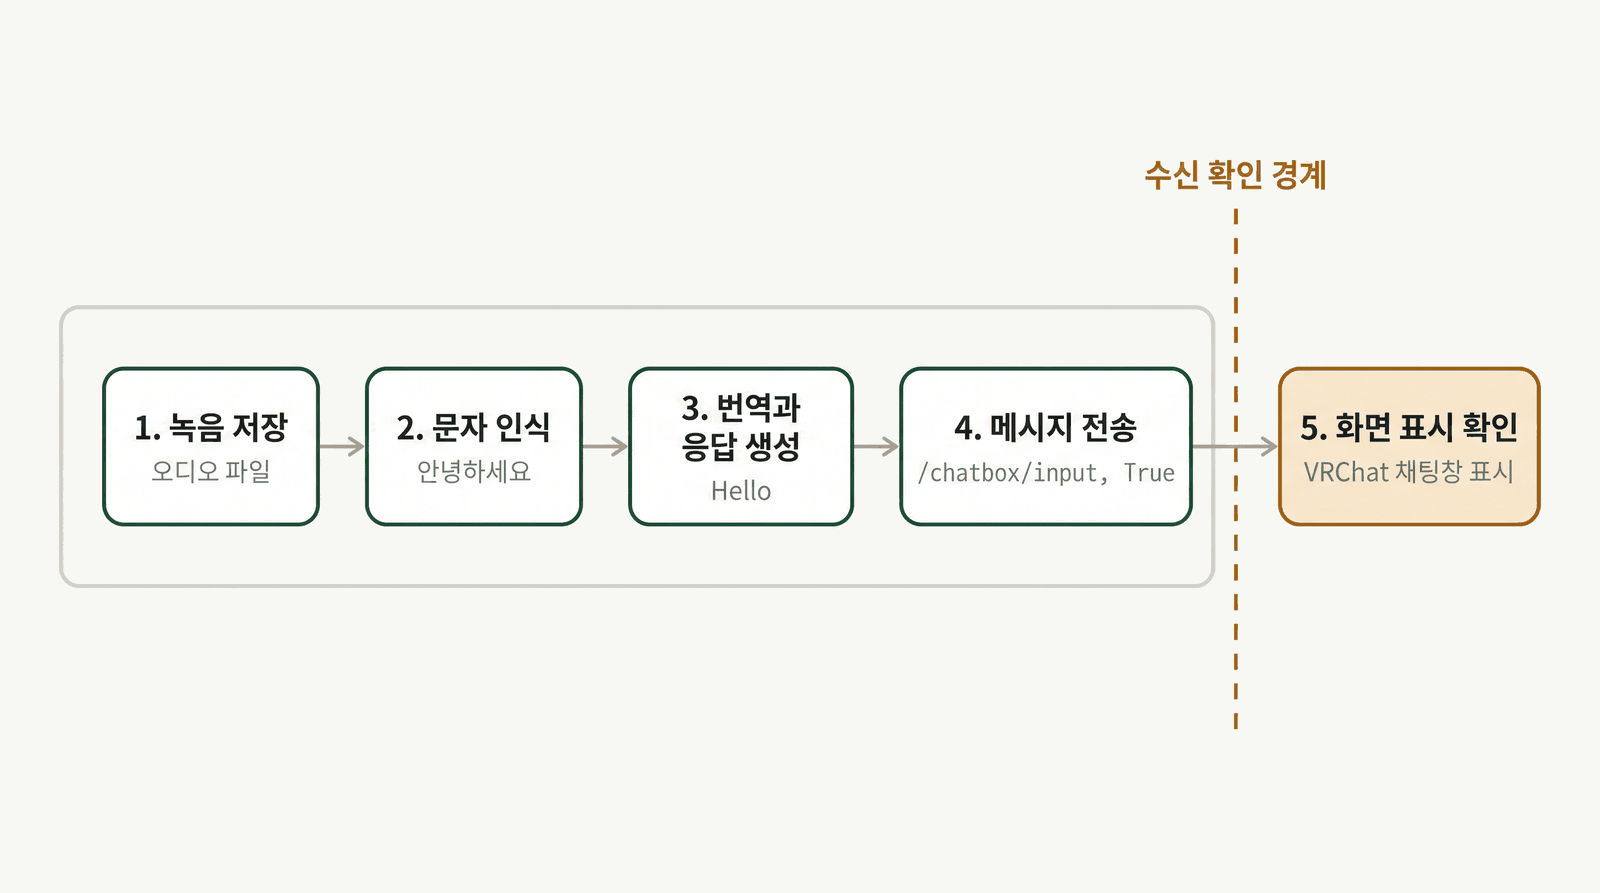 수신 확인 경계
1. 녹음 저장
오디오 파일
2. 문자 인식
안녕하세요
3. 번역과
응답 생성
Hello
4. 메시지 전송
/chatbox/input, True
5. 화면 표시 확인
VRChat 채팅창 표시